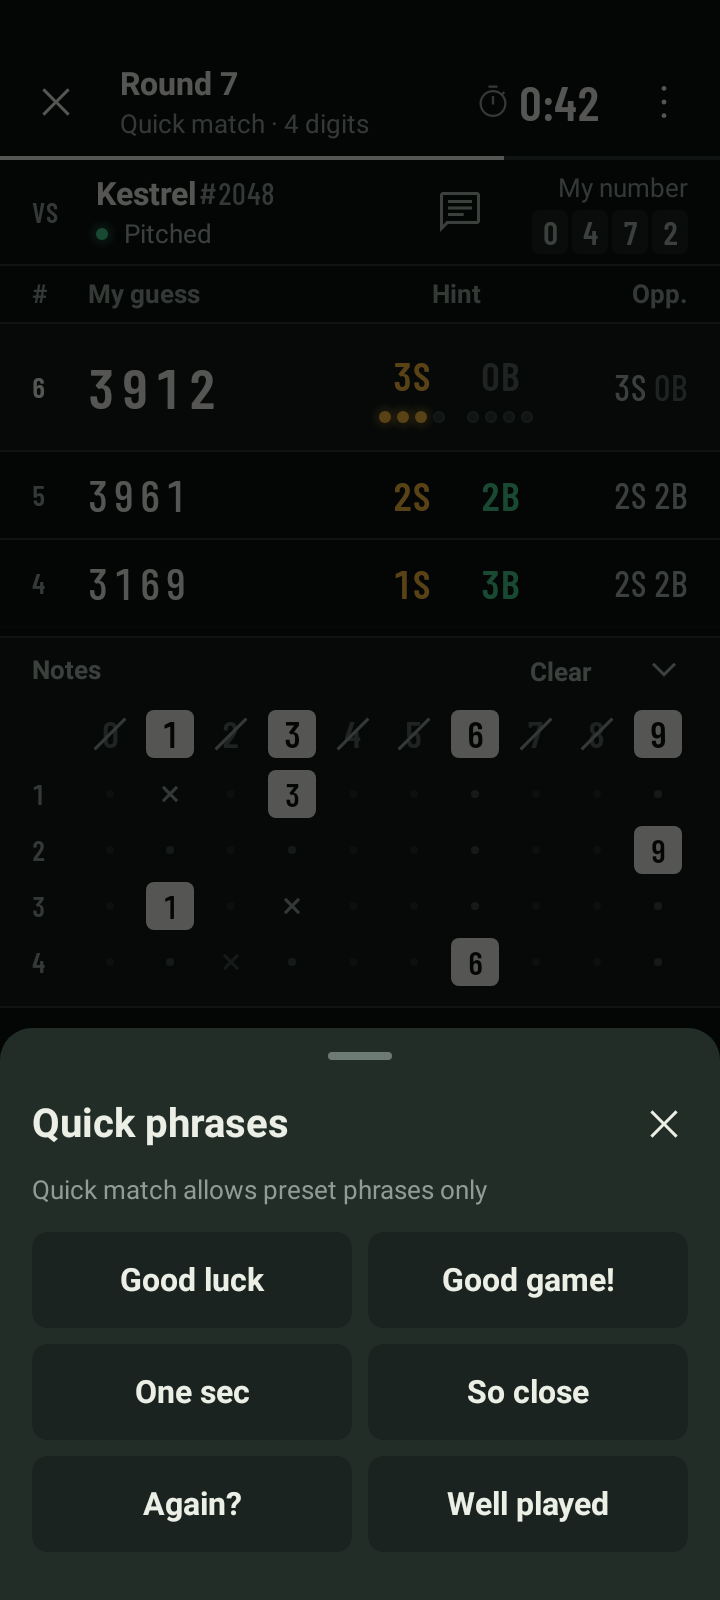 Round 7
Quick match · 4 digits
0:42
VS
Kestrel #2048
Pitched
My number
0 4 7 2
# My guess Hint Opp.
6 3912 3S 0B 3S 0B
5 3961 2S 2B 2S 2B
4 3169 1S 3B 2S 2B
Notes
Clear
0 1 2 3 4 5 6 7 8 9
1 × 3
2 9
3 1 ×
4 × 6
Quick phrases
Quick match allows preset phrases only
Good luck
Good game!
One sec
So close
Again?
Well played